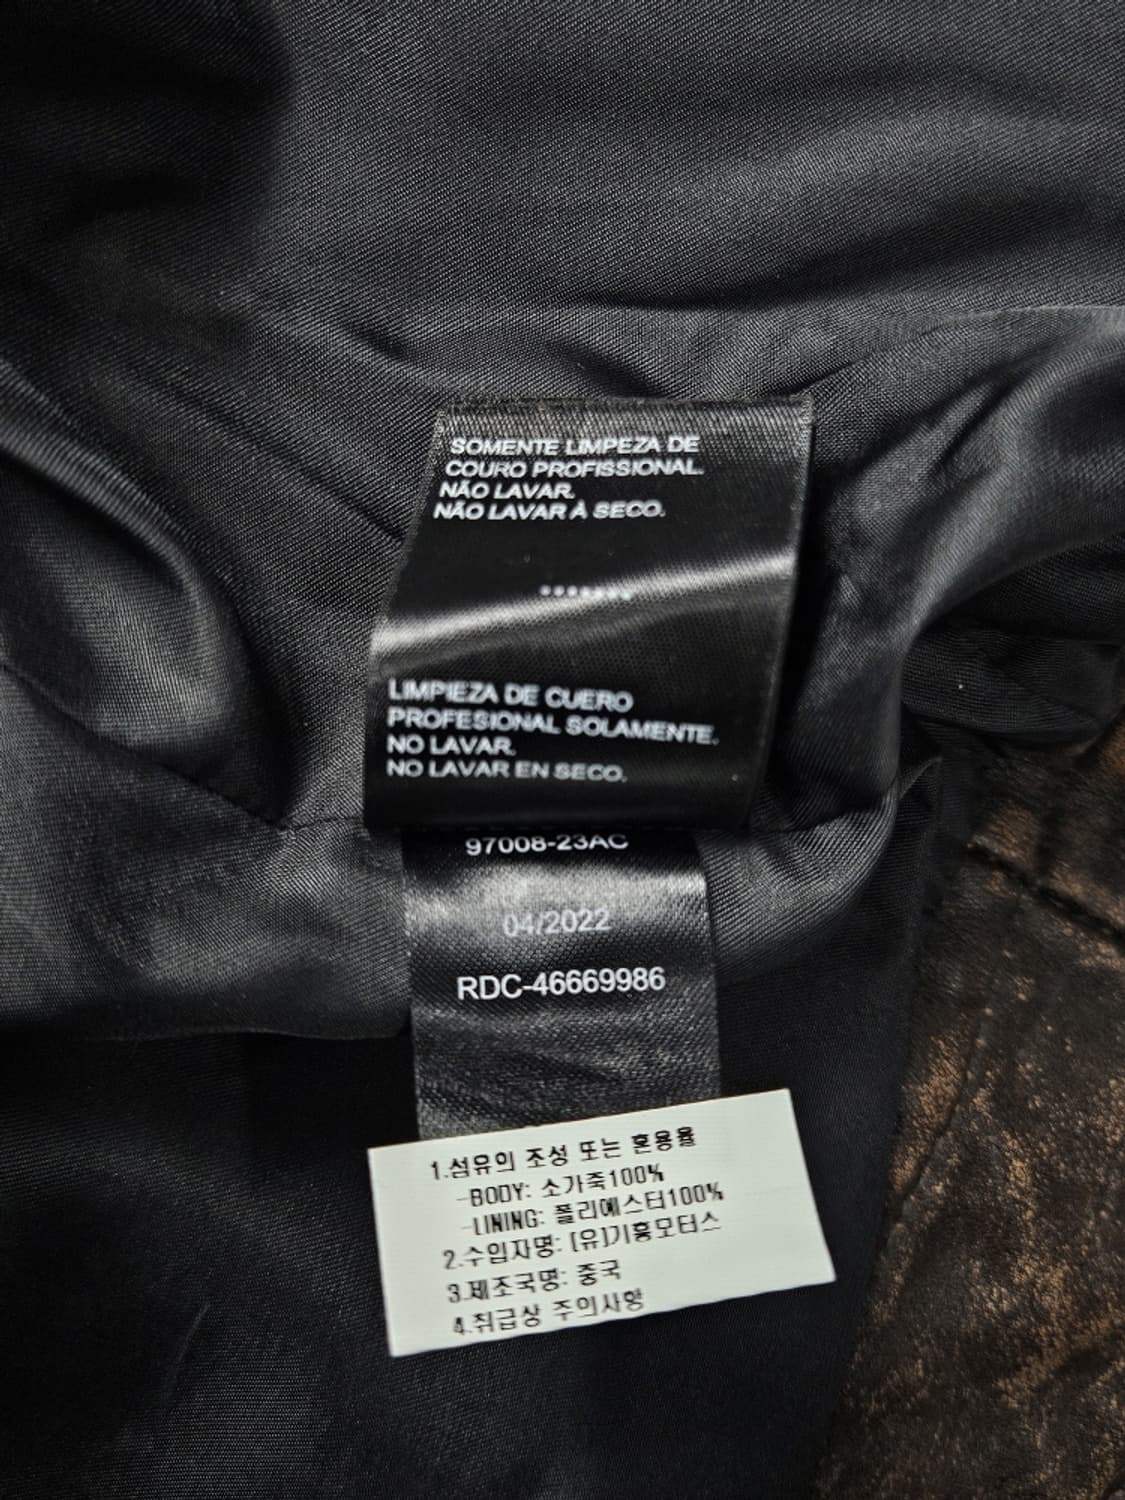 SOMENTE LIMPEZA DE
COURO PROFISSIONAL.
NÃO LAVAR.
NÃO LAVAR À SECO.
*******
LIMPIEZA DE CUERO
PROFESIONAL SOLAMENTE.
NO LAVAR.
NO LAVAR EN SECO.
97008-23AC
04/2022
RDC-46669986
1.섬유의 조성 또는 혼용율
-BODY: 소가죽100%
-LINING: 폴리에스터100%
2.수입자명: [유]기흥모터스
3.제조국명: 중국
4.취급상 주의사항